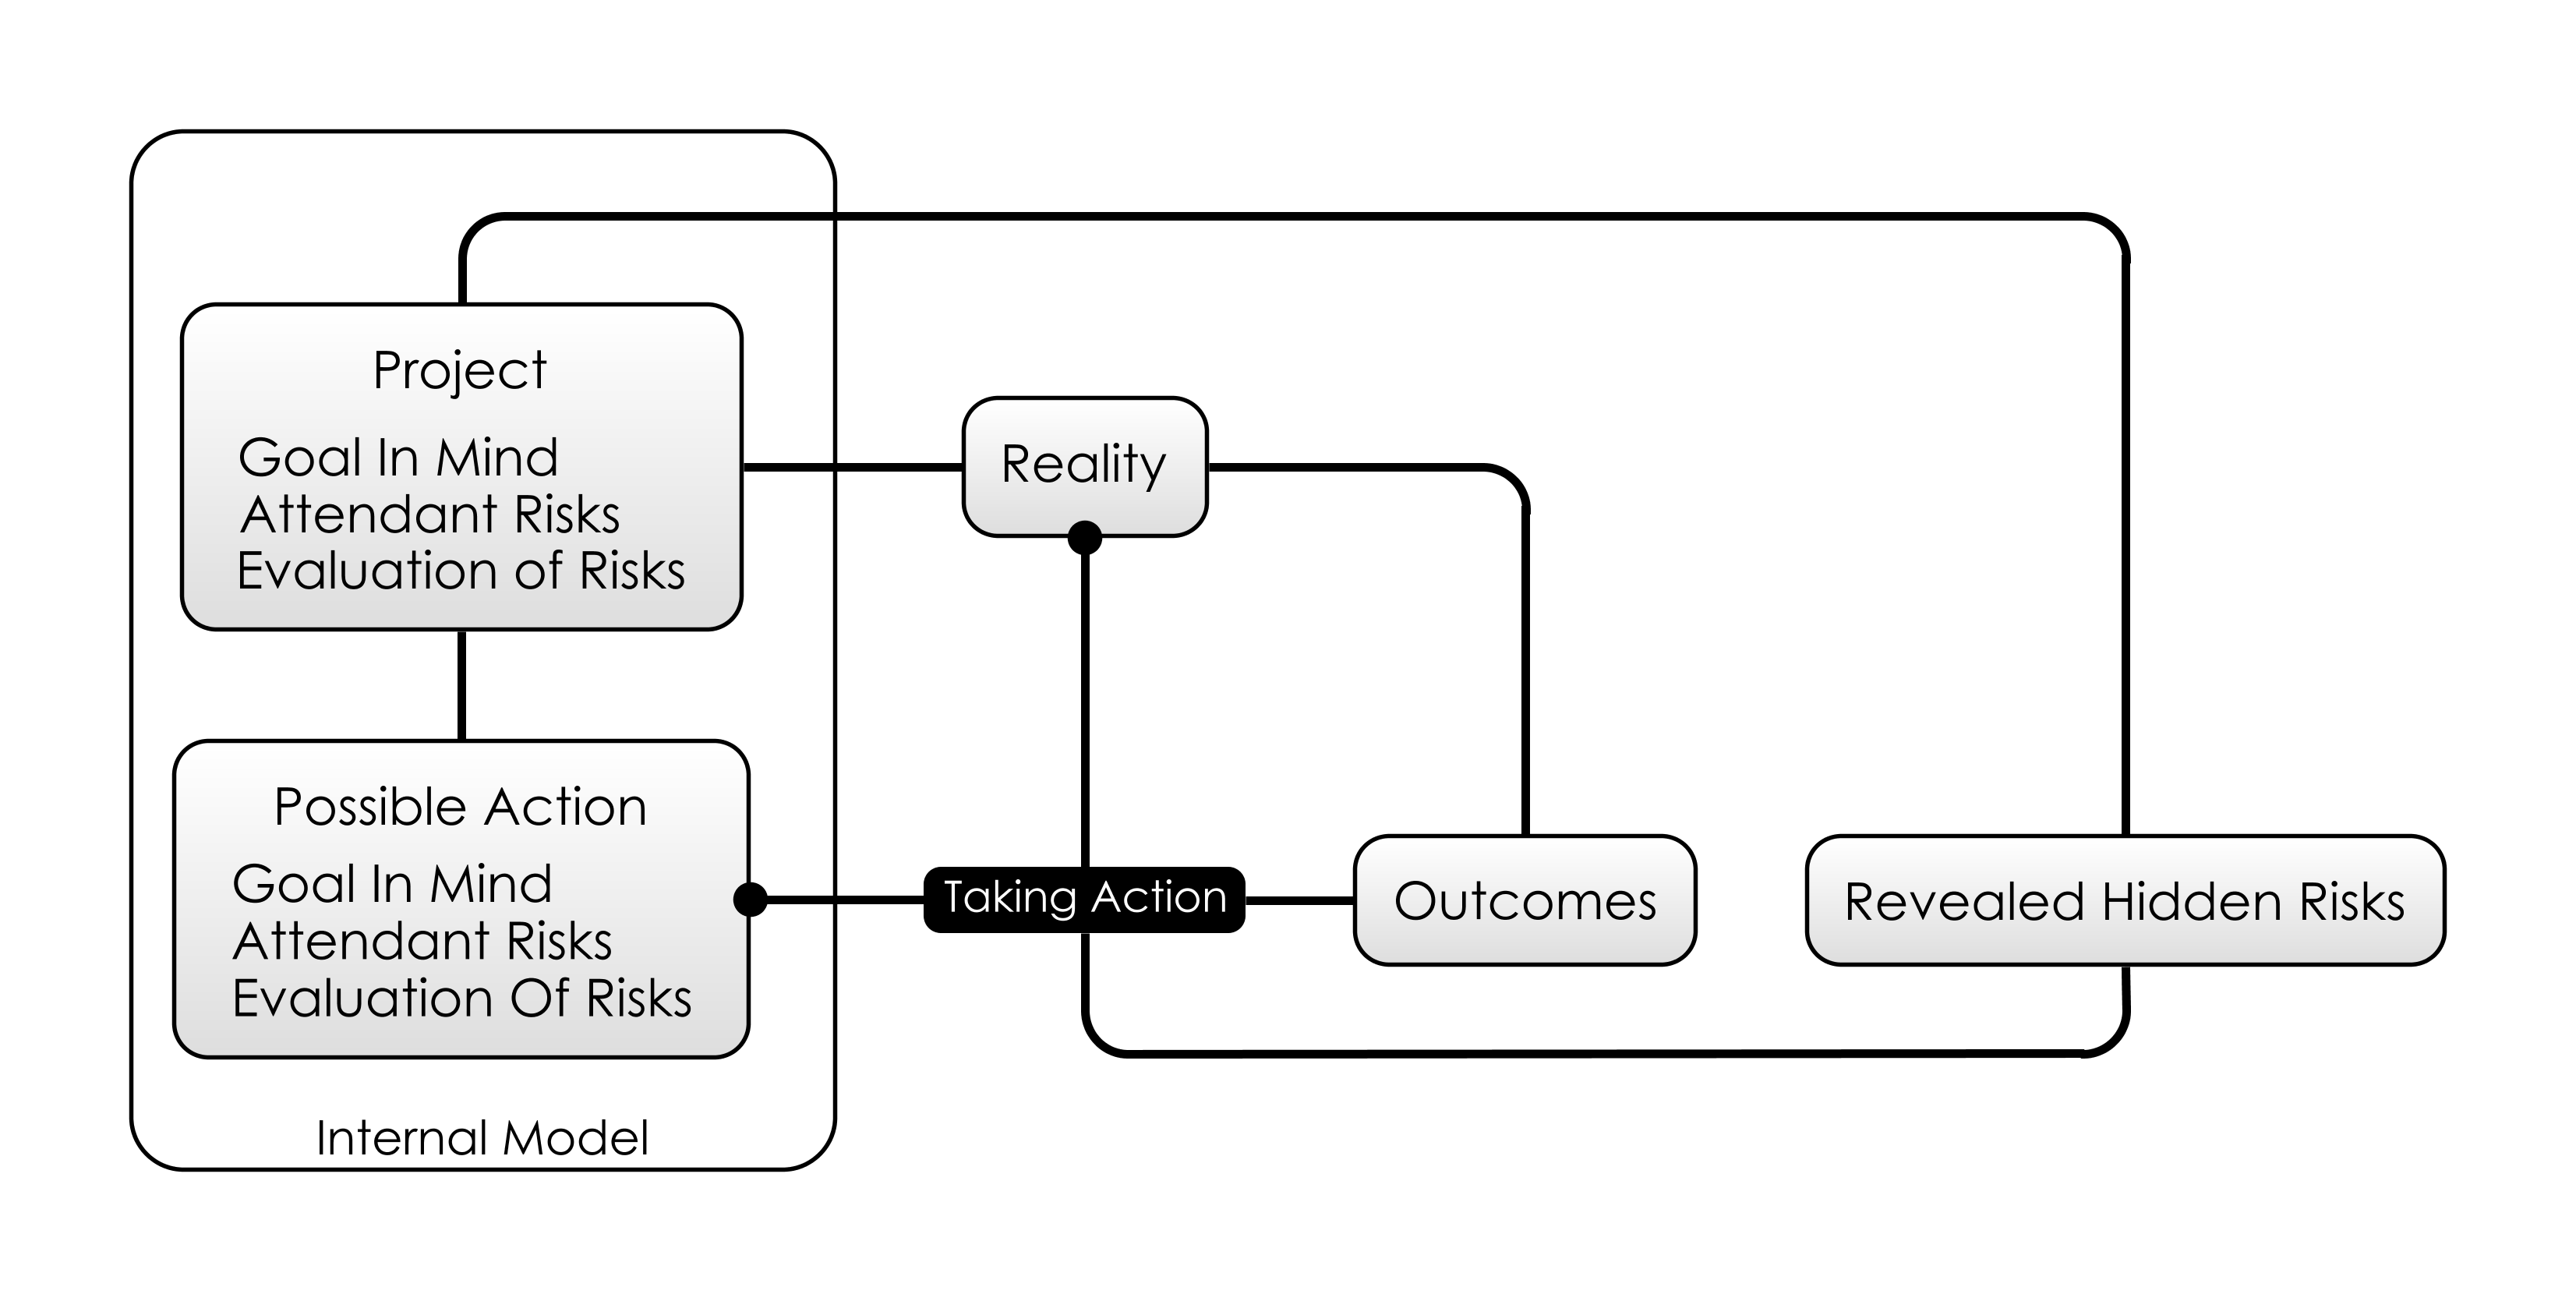 Project
Goal In Mind
Attendant Risks
Evaluation of Risks
Reality
Possible Action
Goal In Mind
Attendant Risks
Evaluation Of Risks
Taking Action
Outcomes
Revealed Hidden Risks
Internal Model